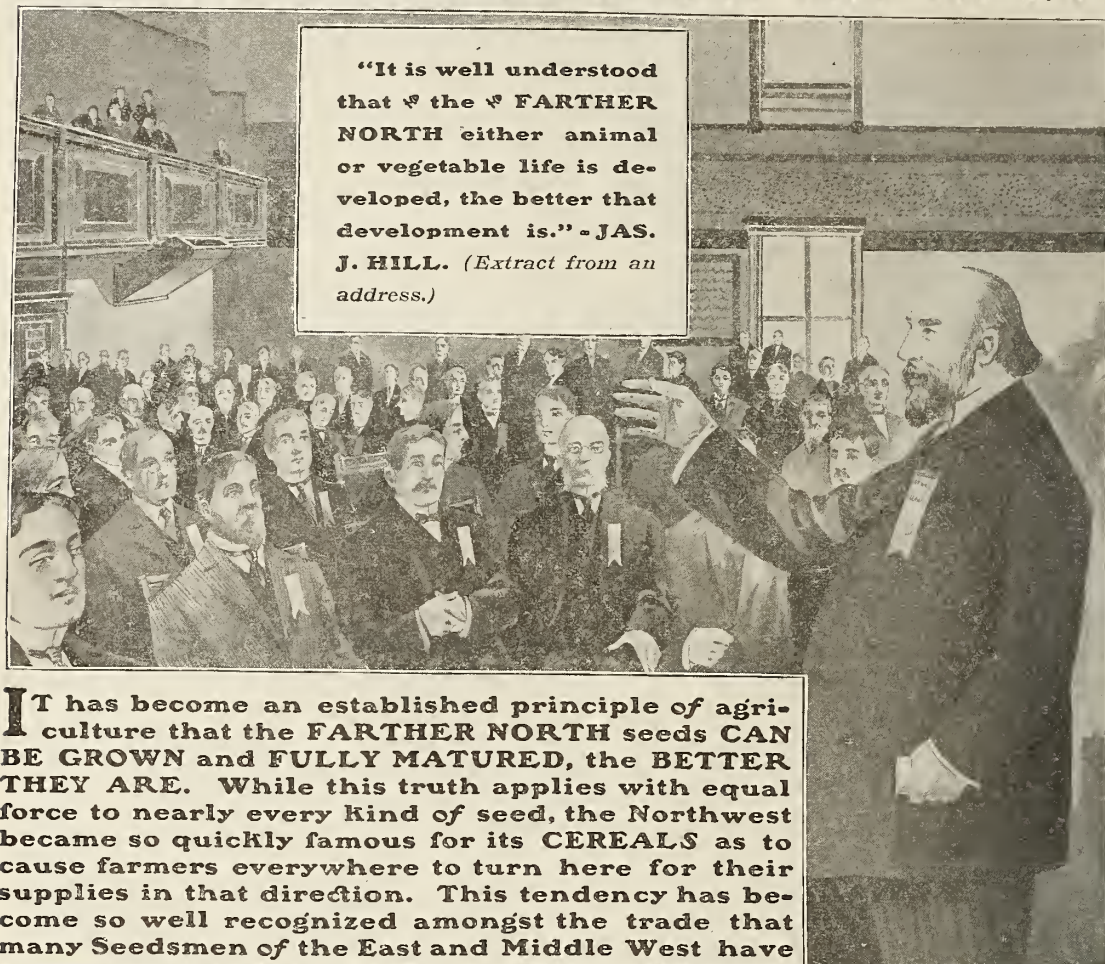 “It is well understood
that the FARTHER
NORTH either animal
or vegetable life is de-
veloped, the better that
development is.” - JAS.
J. HILL. (Extract from an
address.)
IT has become an established principle of agri-
culture that the FARTHER NORTH seeds CAN
BE GROWN and FULLY MATURED, the BETTER
THEY ARE. While this truth applies with equal
force to nearly every kind of seed, the Northwest
became so quickly famous for its CEREALS as to
cause farmers everywhere to turn here for their
supplies in that direction. This tendency has be-
come so well recognized amongst the trade that
many Seedsmen of the East and Middle West have